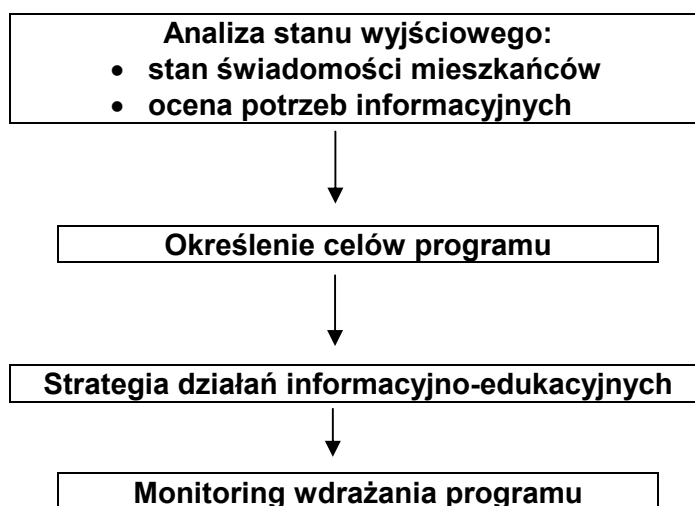 Analiza stanu wyjściowego:
• stan świadomości mieszkańców
• ocena potrzeb informacyjnych
Określenie celów programu
Strategia działań informacyjno-edukacyjnych
Monitoring wdrażania programu